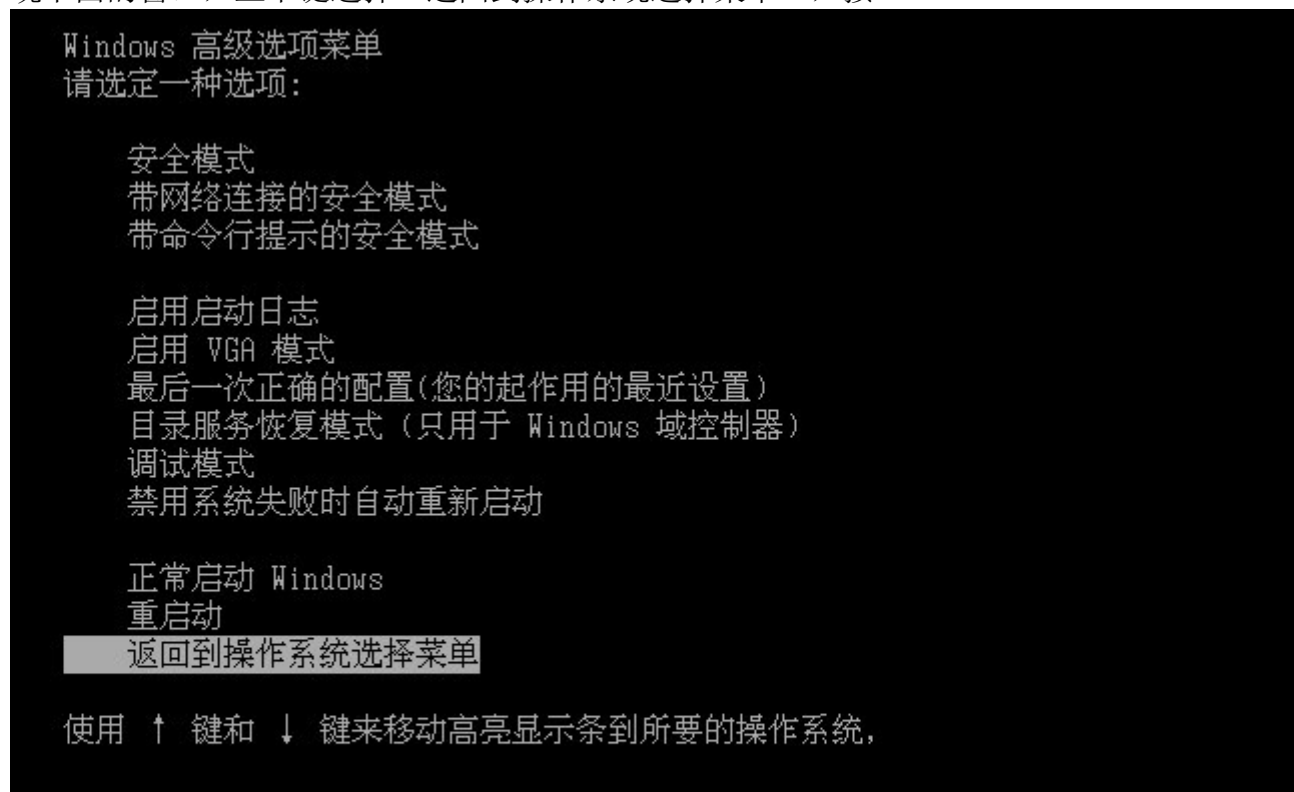 Windows 高级选项菜单
请选定一种选项:
安全模式
带网络连接的安全模式
带命令行提示的安全模式
启用启动日志
启用 VGA 模式
最后一次正确的配置(您的起作用的最近设置)
目录服务恢复模式 (只用于 Windows 域控制器)
调试模式
禁用系统失败时自动重新启动
正常启动 Windows
重启动
返回到操作系统选择菜单
使用 ↑ 键和 ↓ 键来移动高亮显示条到所要的操作系统,